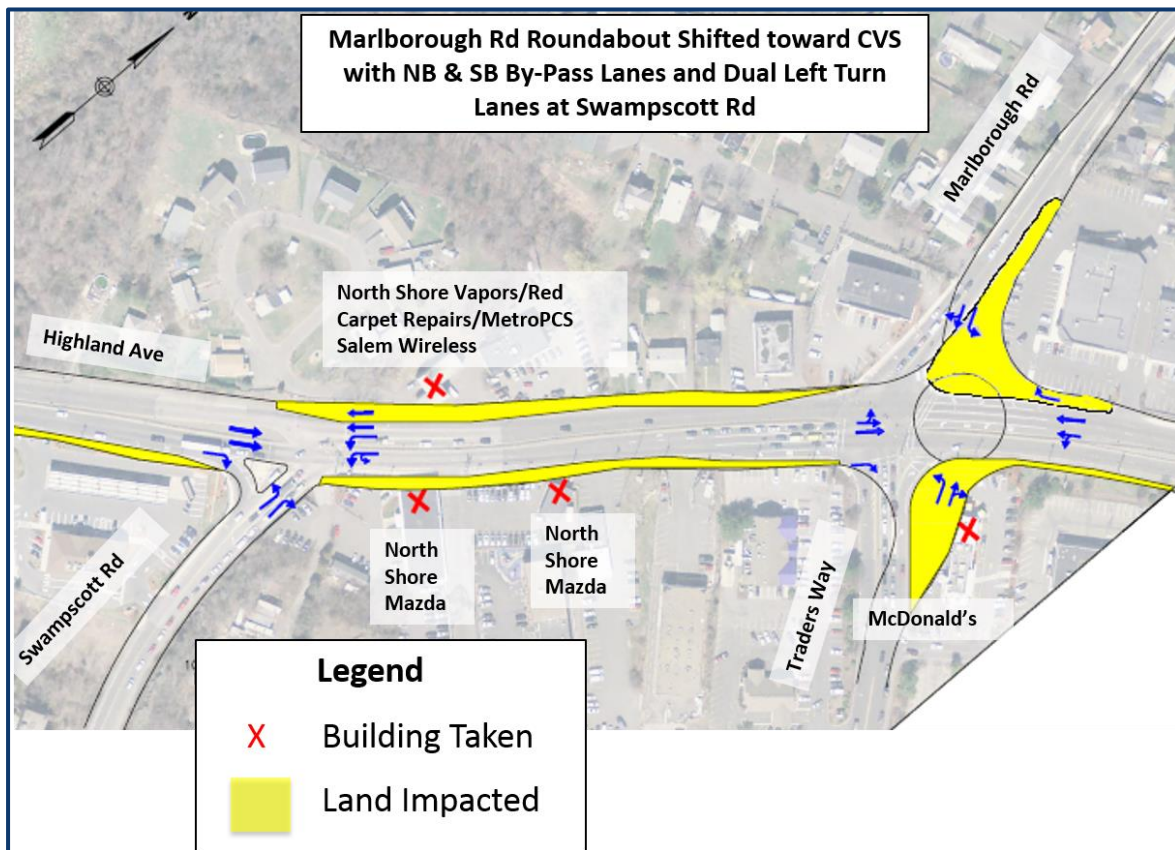 Marlborough Rd Roundabout Shifted toward CVS
with NB & SB By-Pass Lanes and Dual Left Turn
Lanes at Swampscott Rd
Marlborough Rd
North Shore Vapors/Red
Carpet Repairs/MetroPCS
Salem Wireless
Highland Ave
North
Shore
Mazda
North
Shore
Mazda
Swampscott Rd
Traders Way
McDonald's
Legend
X Building Taken
Land Impacted